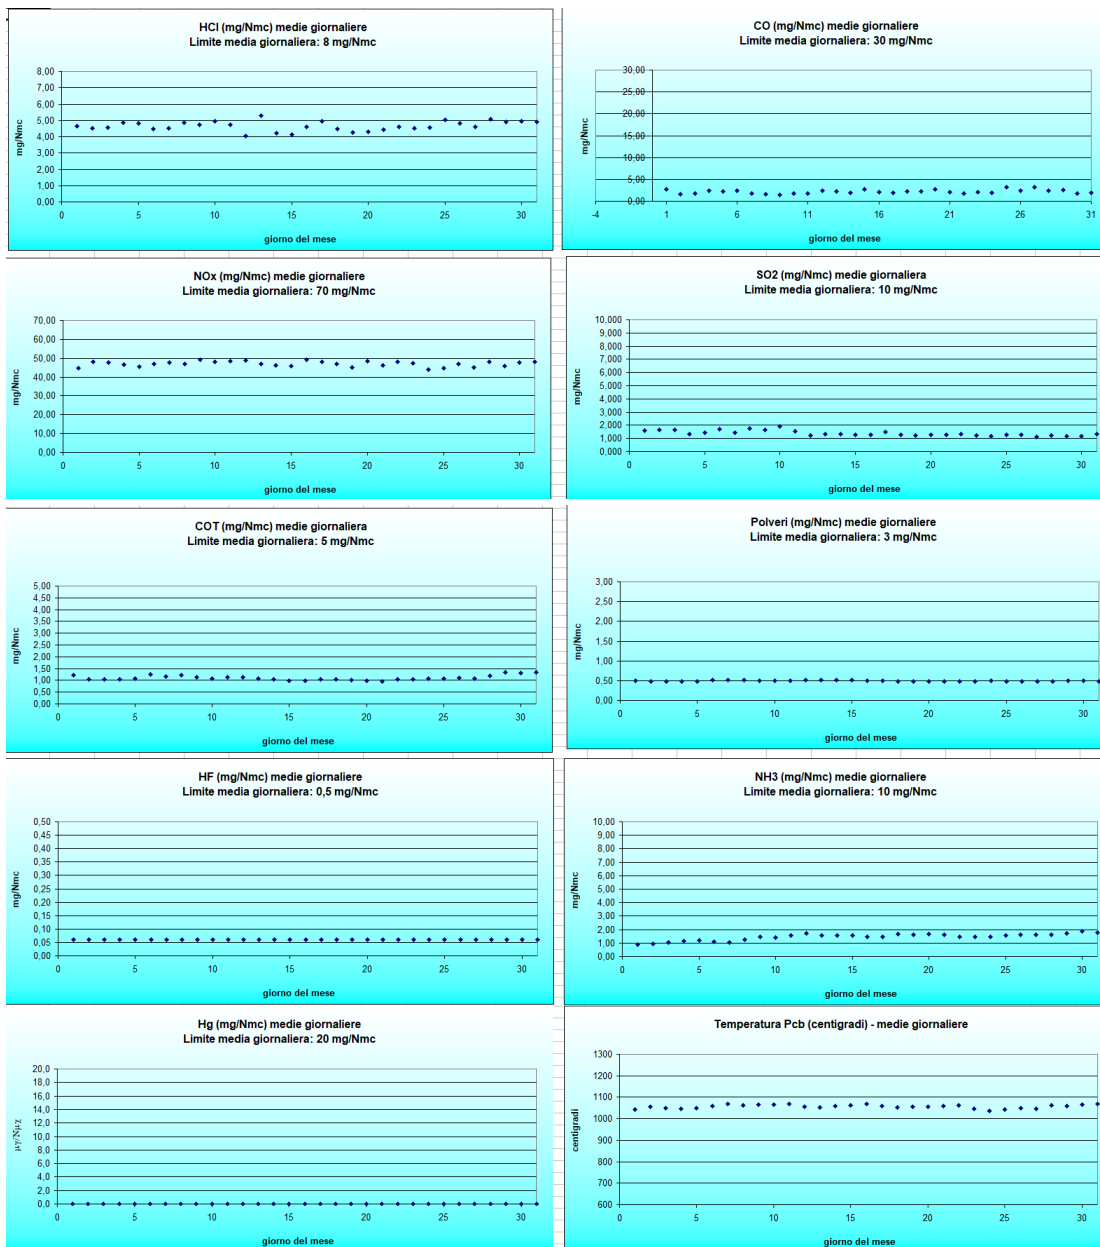 HCl (mg/Nmc) medie giornaliere
Limite media giornaliera: 8 mg/Nmc
8,00
7,00
6,00
5,00
4,00
3,00
2,00
1,00
0,00
mg/Nmc
0 5 10 15 20 25 30
giorno del mese
CO (mg/Nmc) medie giornaliere
Limite media giornaliera: 30 mg/Nmc
30,00
25,00
20,00
15,00
10,00
5,00
0,00
mg/Nmc
-4 1 6 11 16 21 26 31
giorno del mese
NOx (mg/Nmc) medie giornaliere
Limite media giornaliera: 70 mg/Nmc
70,00
60,00
50,00
40,00
30,00
20,00
10,00
0,00
mg/Nmc
0 5 10 15 20 25 30
giorno del mese
SO2 (mg/Nmc) medie giornaliera
Limite media giornaliera: 10 mg/Nmc
10,000
9,000
8,000
7,000
6,000
5,000
4,000
3,000
2,000
1,000
0,000
mg/Nmc
0 5 10 15 20 25 30
giorno del mese
COT (mg/Nmc) medie giornaliera
Limite media giornaliera: 5 mg/Nmc
5,00
4,50
4,00
3,50
3,00
2,50
2,00
1,50
1,00
0,50
0,00
mg/Nmc
0 5 10 15 20 25 30
giorno del mese
Polveri (mg/Nmc) medie giornaliere
Limite media giornaliera: 3 mg/Nmc
3,00
2,50
2,00
1,50
1,00
0,50
0,00
mg/Nmc
0 5 10 15 20 25 30
giorno del mese
HF (mg/Nmc) medie giornaliere
Limite media giornaliera: 0,5 mg/Nmc
0,50
0,45
0,40
0,35
0,30
0,25
0,20
0,15
0,10
0,05
0,00
mg/Nmc
0 5 10 15 20 25 30
giorno del mese
NH3 (mg/Nmc) medie giornaliere
Limite media giornaliera: 10 mg/Nmc
10,00
9,00
8,00
7,00
6,00
5,00
4,00
3,00
2,00
1,00
0,00
mg/Nmc
0 5 10 15 20 25 30
giorno del mese
Hg (mg/Nmc) medie giornaliere
Limite media giornaliera: 20 mg/Nmc
20,0
18,0
16,0
14,0
12,0
10,0
8,0
6,0
4,0
2,0
0,0
μγ/Νμχ
0 5 10 15 20 25 30
giorno del mese
Temperatura Pcb (centigradi) - medie giornaliere
1300
1200
1100
1000
900
800
700
600
centigradi
0 5 10 15 20 25 30
giorno del mese